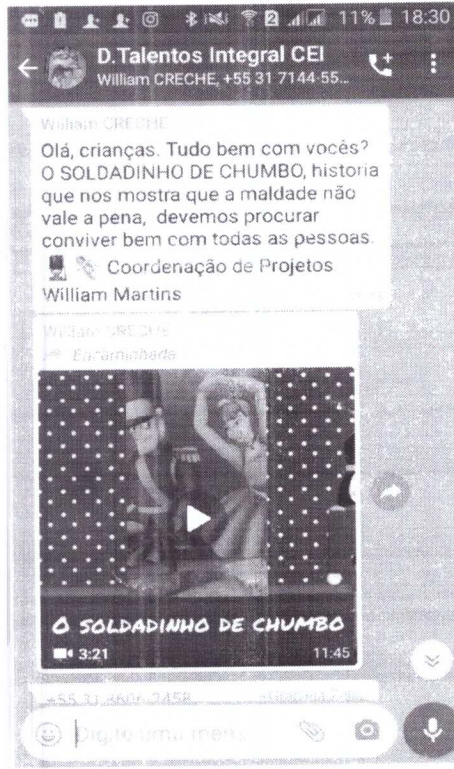 11% 18:30
D.Talentos Integral CEI
William CRECHE, +55 31 7144-55...
William CRECHE
Olá, crianças. Tudo bem com vocês?
O SOLDADINHO DE CHUMBO, historia
que nos mostra que a maldade não
vale a pena, devemos procurar
conviver bem com todas as pessoas.
Coordenação de Projetos
William Martins
William CRECHE
Encaminhada
O SOLDADINHO DE CHUMBO
3:21 11:45
+55 31 8606-2458
Digite uma men